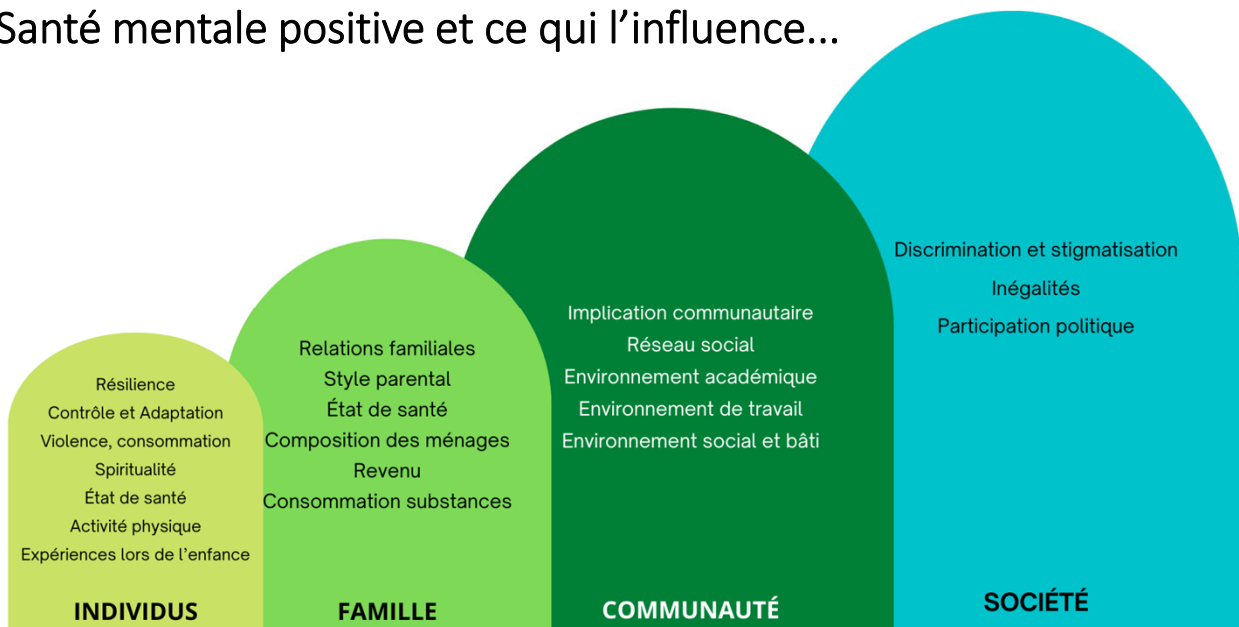 Santé mentale positive et ce qui l'influence...
Résilience
Contrôle et Adaptation
Violence, consommation
Spiritualité
État de santé
Activité physique
Expériences lors de l'enfance
INDIVIDUS
Relations familiales
Style parental
État de santé
Composition des ménages
Revenu
Consommation substances
FAMILLE
Implication communautaire
Réseau social
Environnement académique
Environnement de travail
Environnement social et bâti
COMMUNAUTÉ
Discrimination et stigmatisation
Inégalités
Participation politique
SOCIÉTÉ